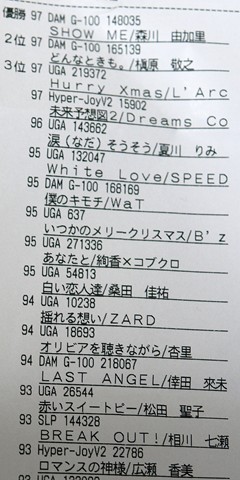 優勝 97 DAM G-100 148035
SHOW ME/森川 由加里
2位 97 DAM G-100 165139
どんなときも。/槇原 敬之
3位 97 UGA 219372
Hurry Xmas/L'Arc
97 Hyper-JoyV2 15902
未来予想図2/Dreams Co
96 UGA 143662
涙(なだ)そうそう/夏川 りみ
95 UGA 132047
White Love/SPEED
95 DAM G-100 168169
僕のキモチ/WaT
95 UGA 637
いつかのメリークリスマス/B'z
95 UGA 271336
あなたと/絢香×コブクロ
95 UGA 54813
白い恋人達/桑田 佳祐
94 UGA 10238
揺れる想い/ZARD
94 UGA 18693
オリビアを聴きながら/杏里
94 DAM G-100 218067
LAST ANGEL/倖田 來未
93 UGA 26544
赤いスイートピー/松田 聖子
93 SLP 144328
BREAK OUT!/相川 七瀬
93 Hyper-JoyV2 22786
ロマンスの神様/広瀬 香美